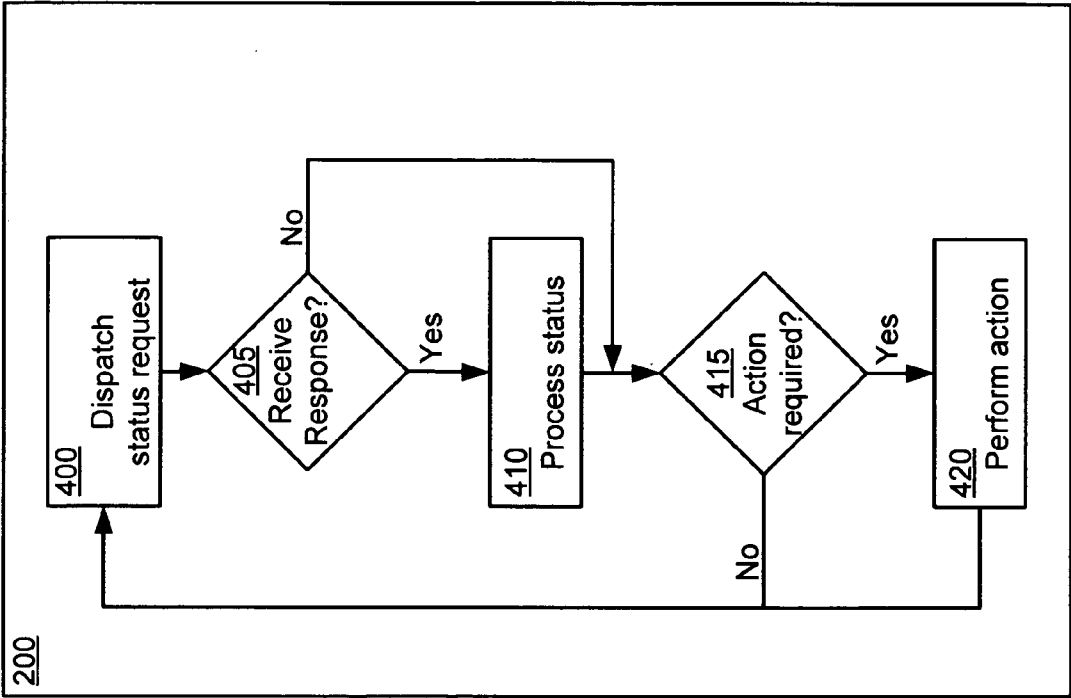 200
400
Dispatch
status request
405
Receive
Response?
No
Yes
410
Process status
415
Action
required?
No
Yes
420
Perform action